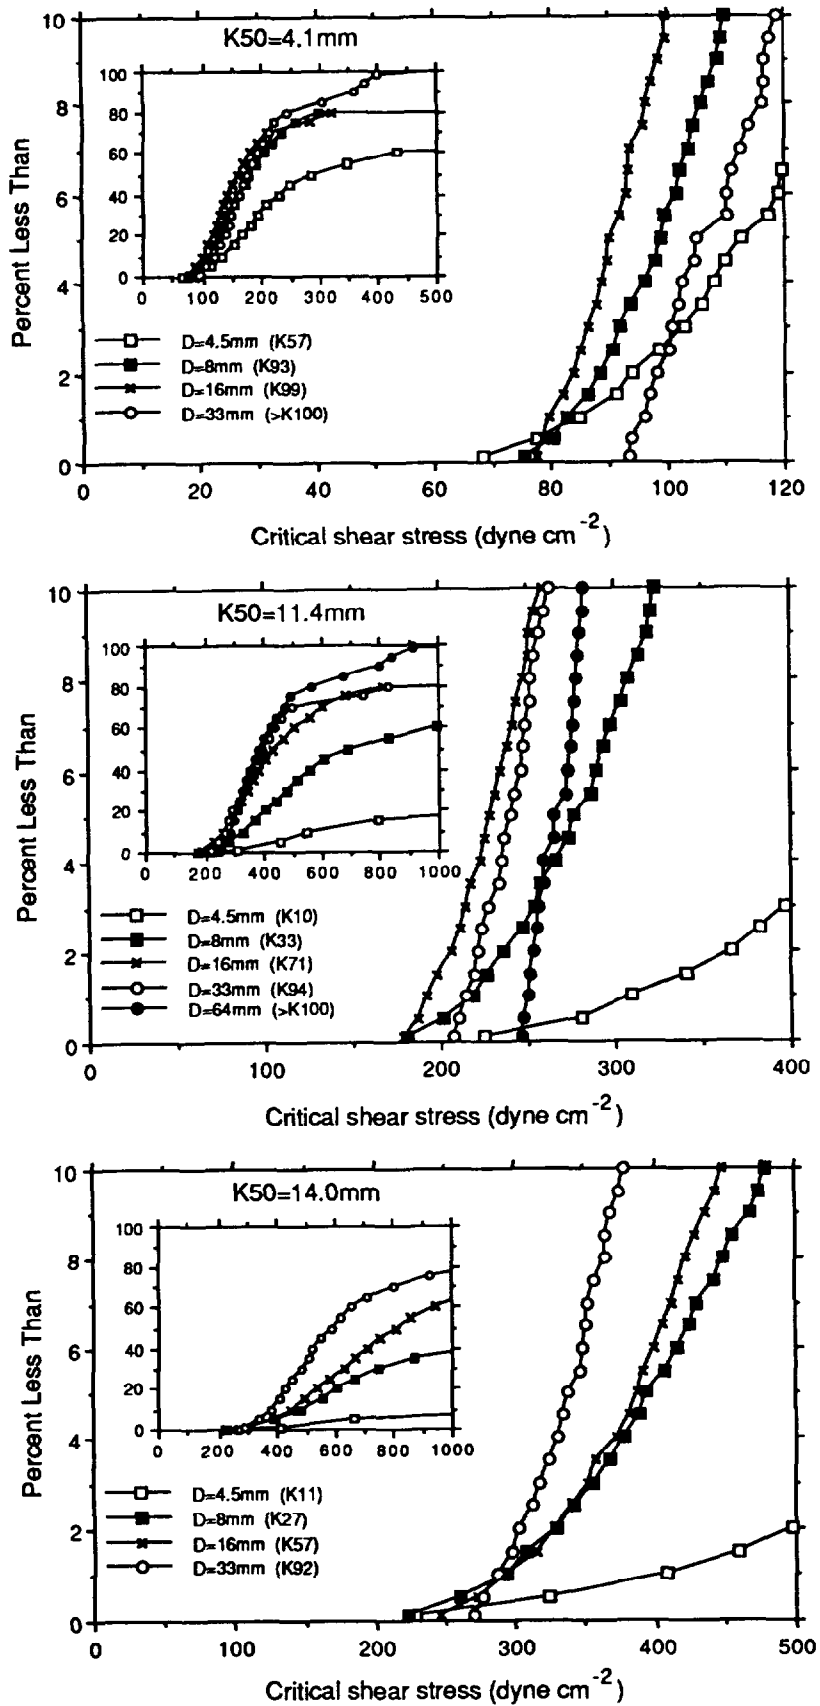 K50=4.1mm
Percent Less Than
10
8
6
4
2
0
100
80
60
40
20
0
0 100 200 300 400 500
D=4.5mm (K57)
D=8mm (K93)
D=16mm (K99)
D=33mm (>K100)
0 20 40 60 80 100 120
Critical shear stress (dyne cm-2)
K50=11.4mm
Percent Less Than
10
8
6
4
2
0
100
80
60
40
20
0
0 200 400 600 800 1000
D=4.5mm (K10)
D=8mm (K33)
D=16mm (K71)
D=33mm (K94)
D=64mm (>K100)
0 100 200 300 400
Critical shear stress (dyne cm-2)
K50=14.0mm
Percent Less Than
10
8
6
4
2
0
100
80
60
40
20
0
0 200 400 600 800 1000
D=4.5mm (K11)
D=8mm (K27)
D=16mm (K57)
D=33mm (K92)
0 100 200 300 400 500
Critical shear stress (dyne cm-2)